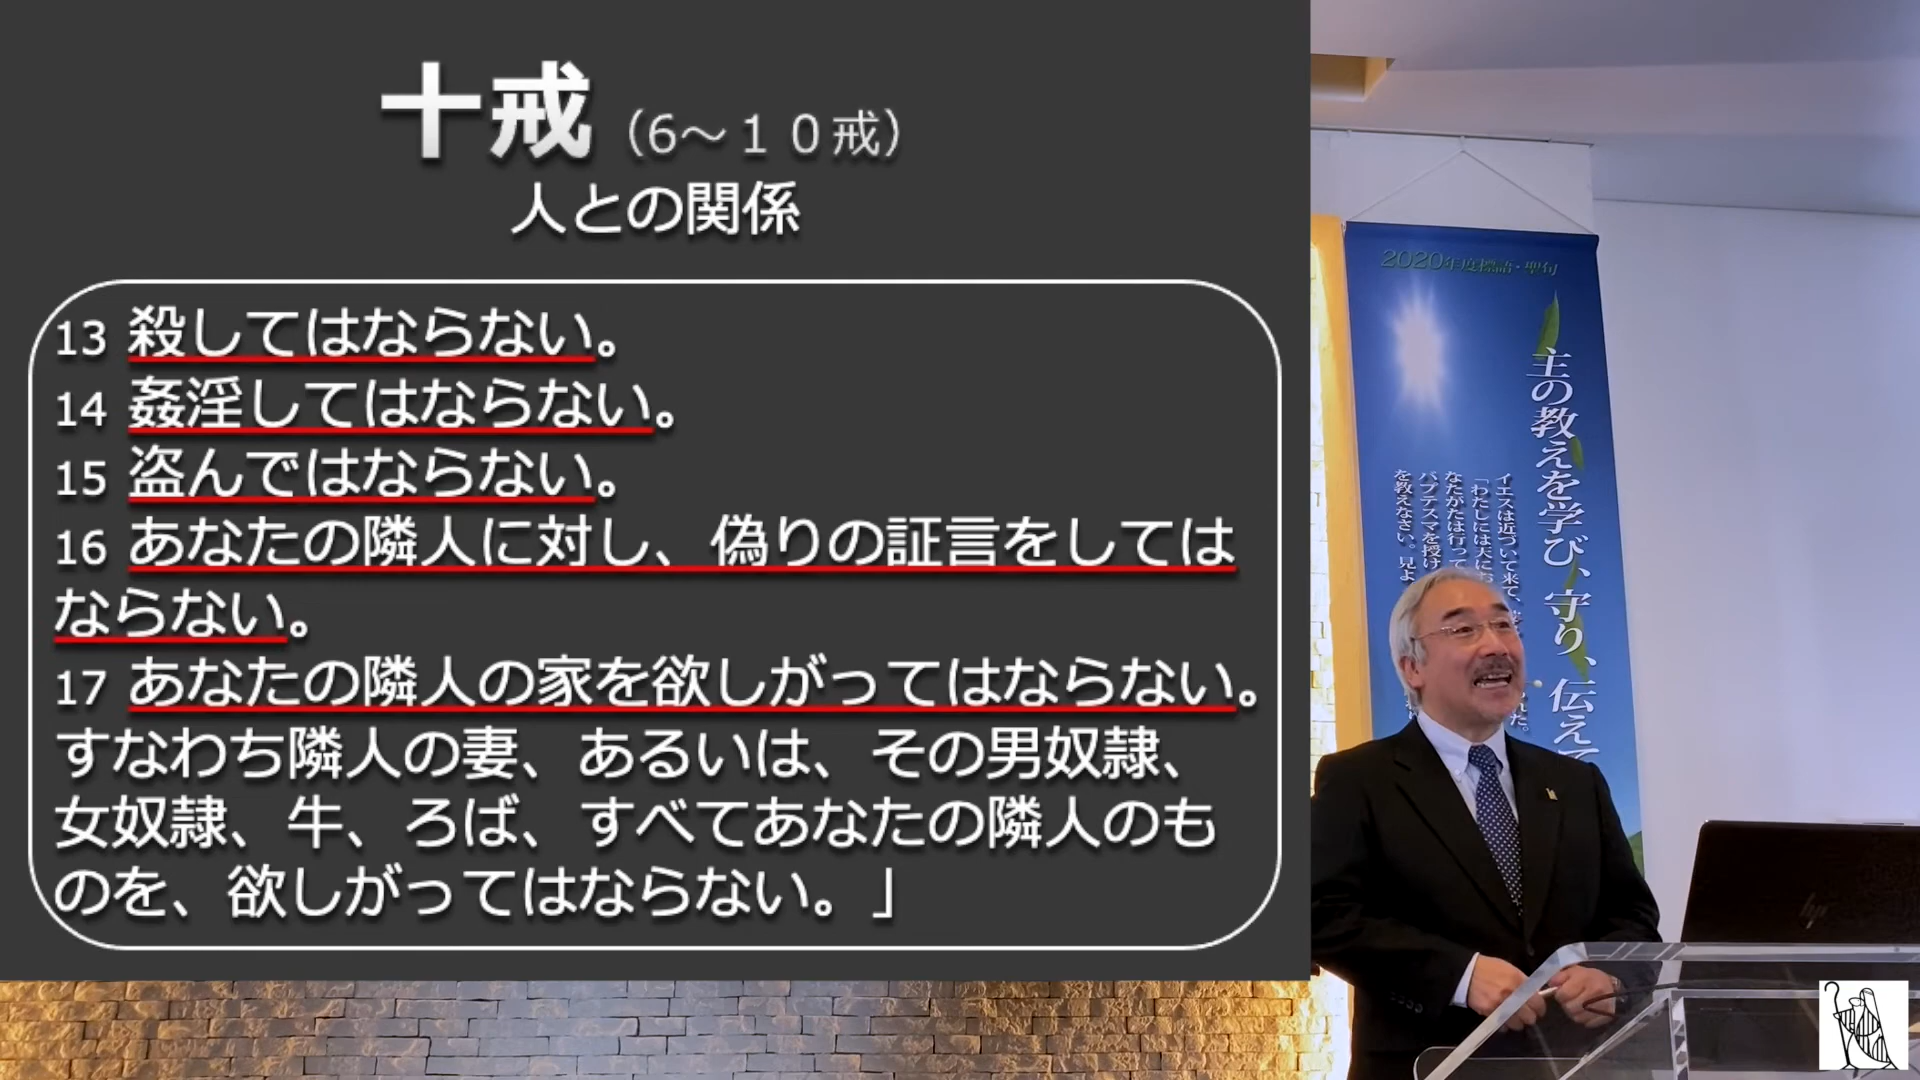 十戒（6～１０戒）
人との関係
13 殺してはならない。
14 姦淫してはならない。
15 盗んではならない。
16 あなたの隣人に対し、偽りの証言をしては
ならない。
17 あなたの隣人の家を欲しがってはならない。
すなわち隣人の妻、あるいは、その男奴隷、
女奴隷、牛、ろば、すべてあなたの隣人のも
のを、欲しがってはならない。」
2020年度標語・聖句
主の教えを学び、守り、伝えて
イエスは近づいて来て、
「わたしには天にお
なたがたは行って
バプテスマを授け
を教えなさい。見よ
た。
hp